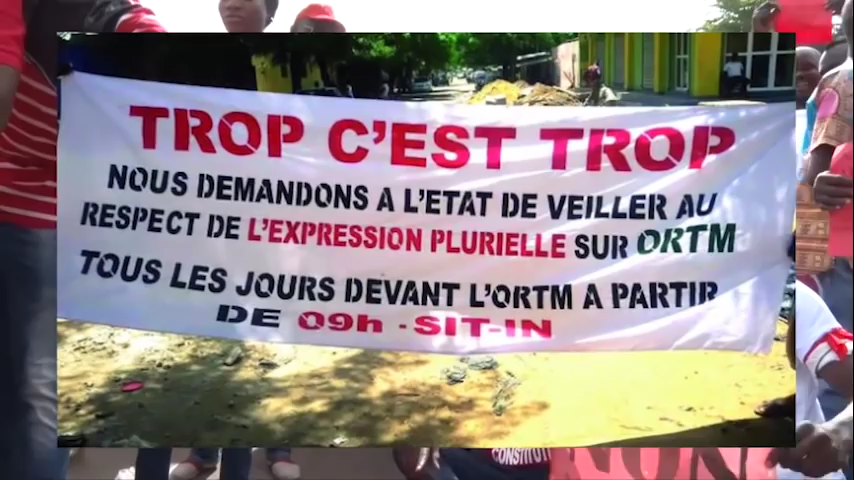 TROP C'EST TROP
NOUS DEMANDONS A L'ETAT DE VEILLER AU
RESPECT DE L'EXPRESSION PLURIELLE SUR ORTM
TOUS LES JOURS DEVANT L'ORTM A PARTIR
DE 09h - SIT-IN